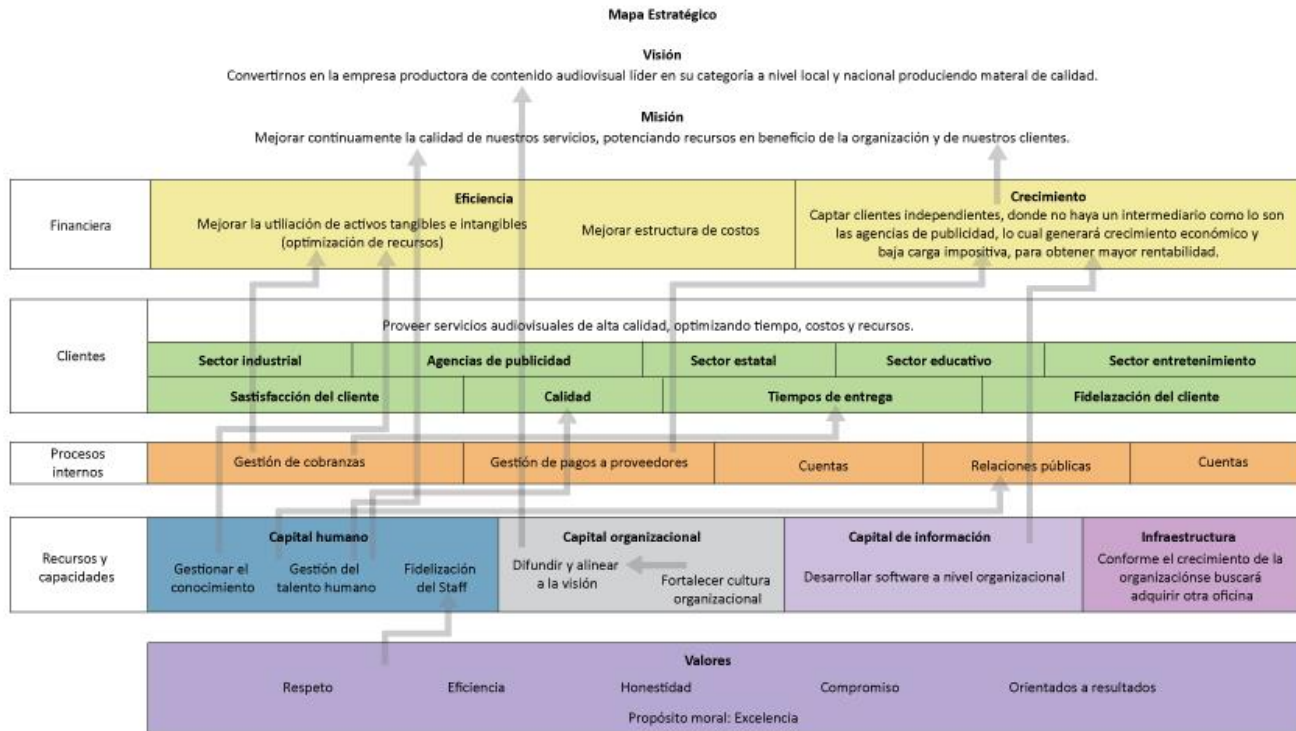 Mapa Estratégico
Visión
Convertirnos en la empresa productora de contenido audiovisual líder en su categoría a nivel local y nacional produciendo materal de calidad.
Misión
Mejorar continuamente la calidad de nuestros servicios, potenciando recursos en beneficio de la organización y de nuestros clientes.
Financiera
Eficiencia
Mejorar la utiliación de activos tangibles e intangibles
(optimización de recursos)
Mejorar estructura de costos
Crecimiento
Captar clientes independientes, donde no haya un intermediario como lo son
las agencias de publicidad, lo cual generará crecimiento económico y
baja carga impositiva, para obtener mayor rentabilidad.
Clientes
Proveer servicios audiovisuales de alta calidad, optimizando tiempo, costos y recursos.
Sector industrial
Agencias de publicidad
Sector estatal
Sector educativo
Sector entretenimiento
Sastisfacción del cliente
Calidad
Tiempos de entrega
Fidelazación del cliente
Procesos
internos
Gestión de cobranzas
Gestión de pagos a proveedores
Cuentas
Relaciones públicas
Cuentas
Recursos y
capacidades
Capital humano
Gestionar el
conocimiento
Gestión del
talento humano
Fidelización
del Staff
Capital organizacional
Difundir y alinear
a la visión
Fortalecer cultura
organizacional
Capital de información
Desarrollar software a nivel organizacional
Infraestructura
Conforme el crecimiento de la
organizaciónse buscará
adquirir otra oficina
Valores
Respeto
Eficiencia
Honestidad
Compromiso
Orientados a resultados
Propósito moral: Excelencia